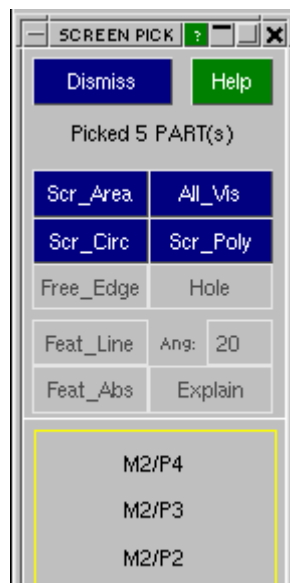 SCREEN PICK ?
Dismiss Help
Picked 5 PART(s)
Scr_Area All_Vis
Scr_Circ Scr_Poly
Free_Edge Hole
Feat_Line Ang: 20
Feat_Abs Explain
M2/P4
M2/P3
M2/P2